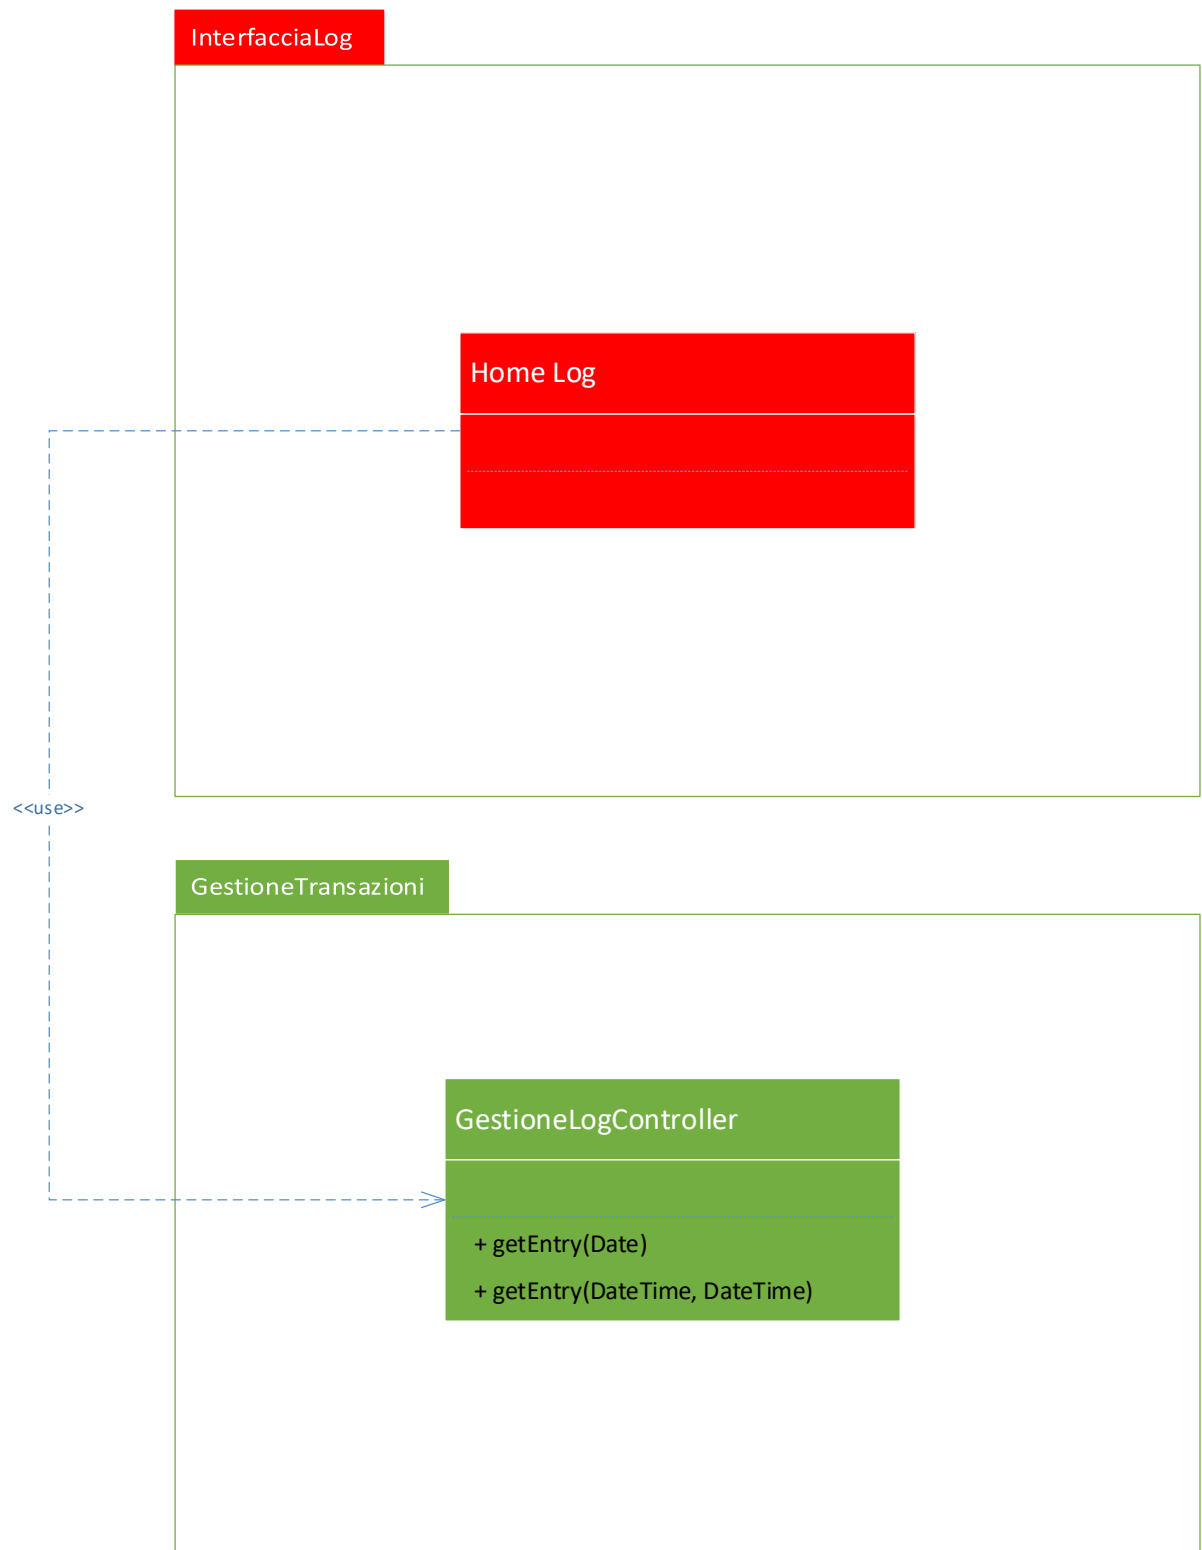 InterfacciaLog
Home Log
<<use>>
GestioneTransazioni
GestioneLogController
+ getEntry(Date)
+ getEntry(DateTime, DateTime)